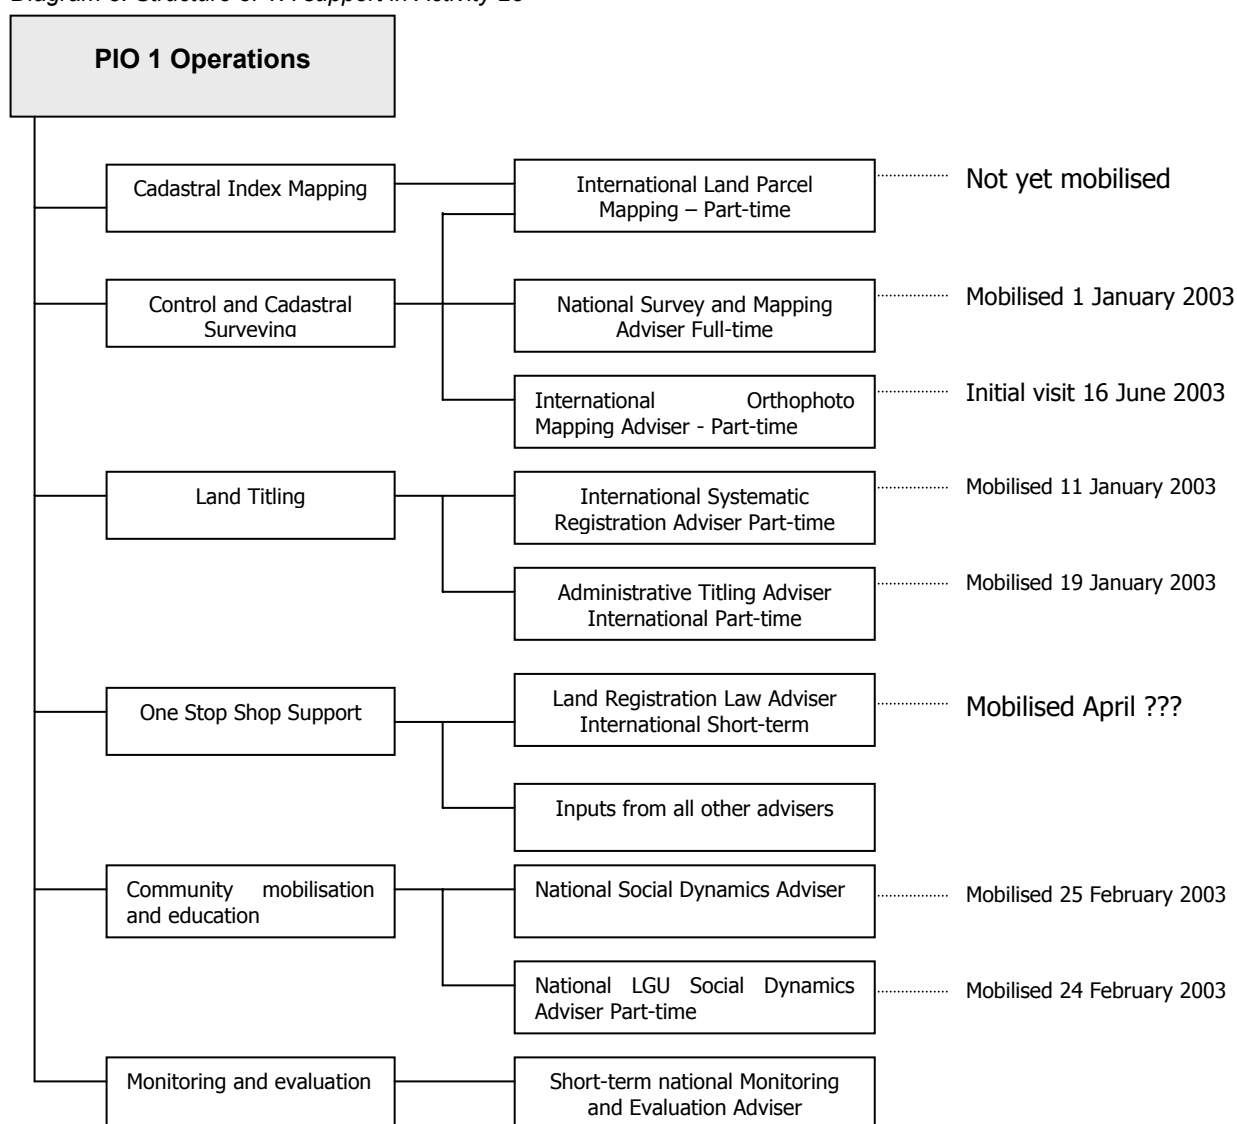 PIO 1 Operations
Cadastral Index Mapping
International Land Parcel
Mapping – Part-time
Not yet mobilised
Control and Cadastral
Surveying
National Survey and Mapping
Adviser Full-time
Mobilised 1 January 2003
International Orthophoto
Mapping Adviser - Part-time
Initial visit 16 June 2003
Land Titling
International Systematic
Registration Adviser Part-time
Mobilised 11 January 2003
Administrative Titling Adviser
International Part-time
Mobilised 19 January 2003
One Stop Shop Support
Land Registration Law Adviser
International Short-term
Mobilised April ???
Inputs from all other advisers
Community mobilisation
and education
National Social Dynamics Adviser
Mobilised 25 February 2003
National LGU Social Dynamics
Adviser Part-time
Mobilised 24 February 2003
Monitoring and evaluation
Short-term national Monitoring
and Evaluation Adviser